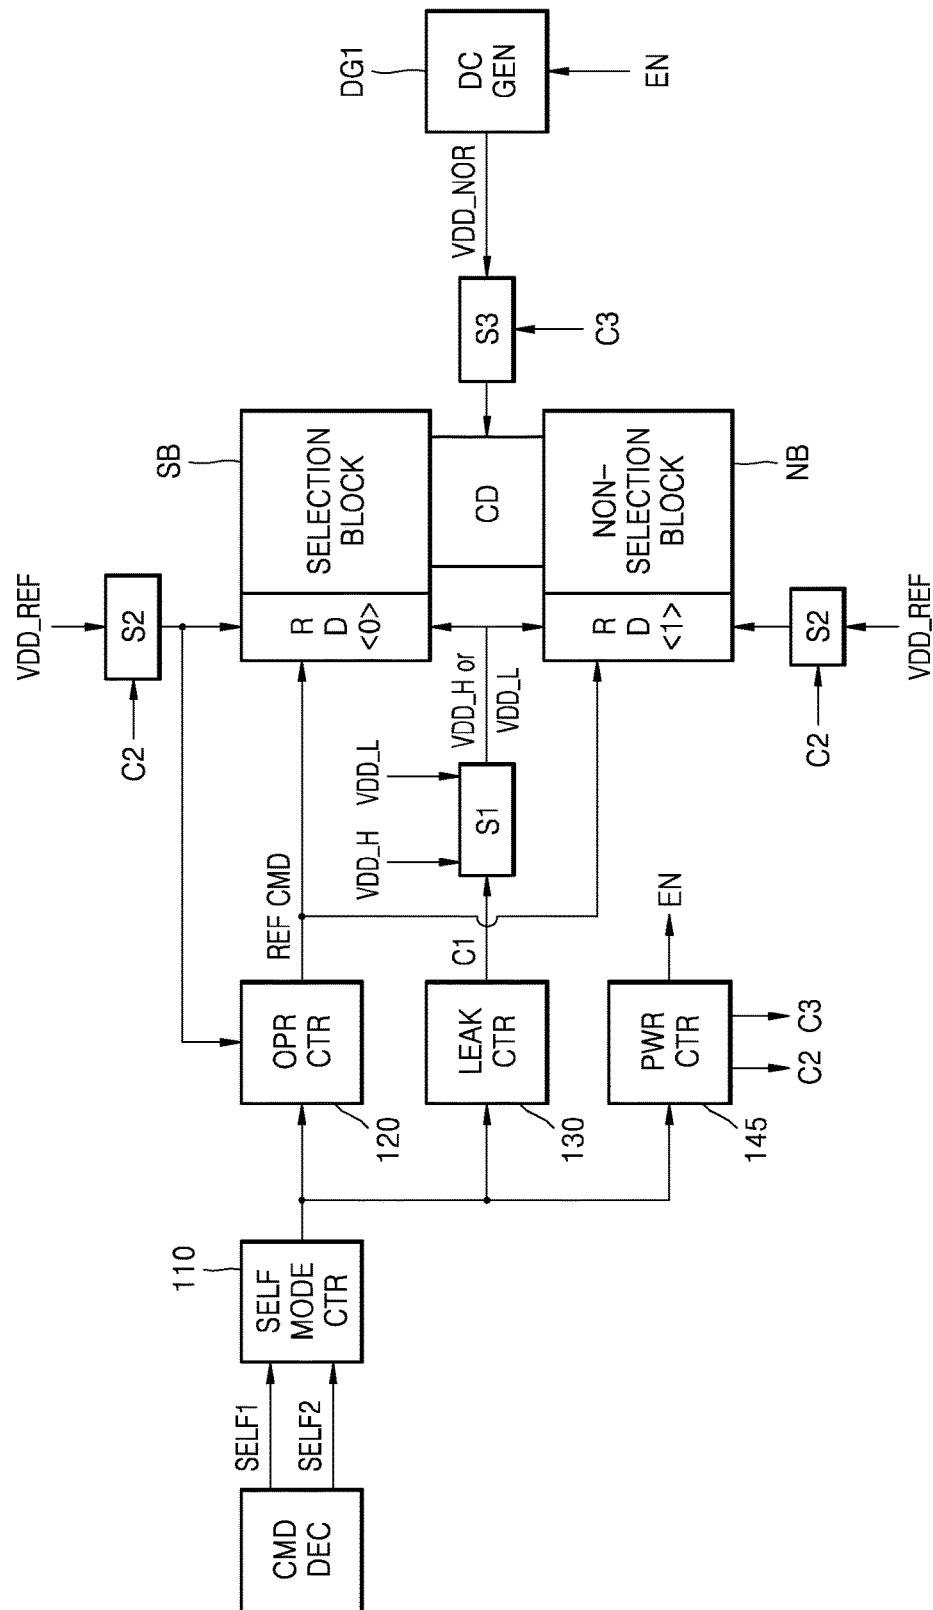 CMD
DEC
SELF1
SELF2
110
SELF
MODE
CTR
OPR
CTR
120
LEAK
CTR
130
PWR
CTR
145
REF CMD
C1
EN
C2
C3
VDD_REF
S2
C2
VDD_H
VDD_L
S1
VDD_H or
VDD_L
SB
R
D
<0>
SELECTION
BLOCK
CD
R
D
<1>
NON-
SELECTION
BLOCK
NB
S2
C2
VDD_REF
S3
C3
VDD_NOR
DG1
DC
GEN
EN